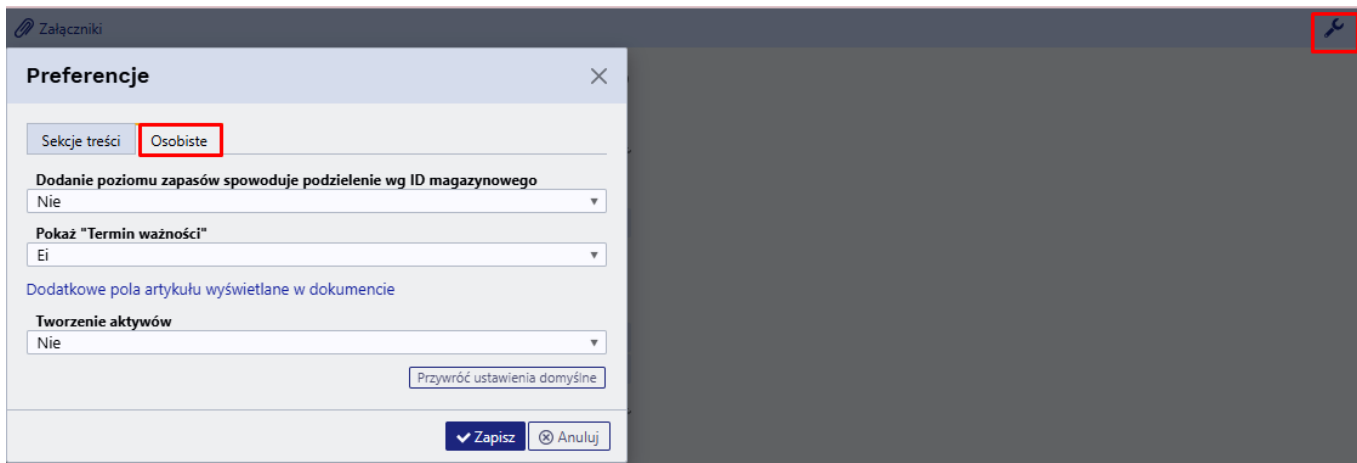 Załączniki
Preferencje
Sekcje treści
Osobiste
Dodanie poziomu zapasów spowoduje podzielenie wg ID magazynowego
Nie
Pokaż "Termin ważności"
Ei
Dodatkowe pola artykułu wyświetlane w dokumencie
Tworzenie aktywów
Nie
Przywróć ustawienia domyślne
Zapisz
Anuluj